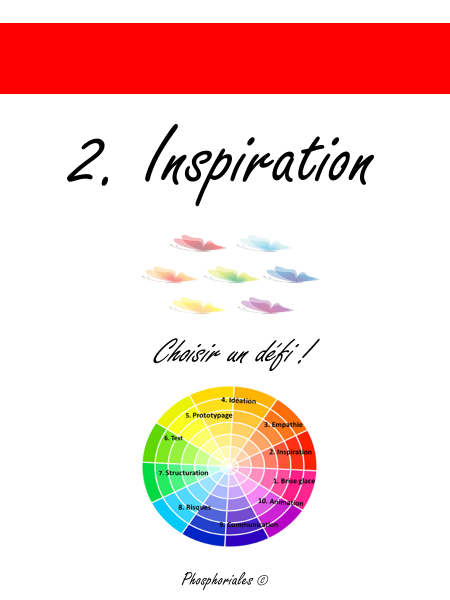 2. Inspiration
Choisir un défi !
4. Idéation
5. Prototypage
3. Empathie
6. Test
2. Inspiration
7. Structuration
1. Brise glace
10. Animation
8. Risques
9. Communication
Phosphoriales ©